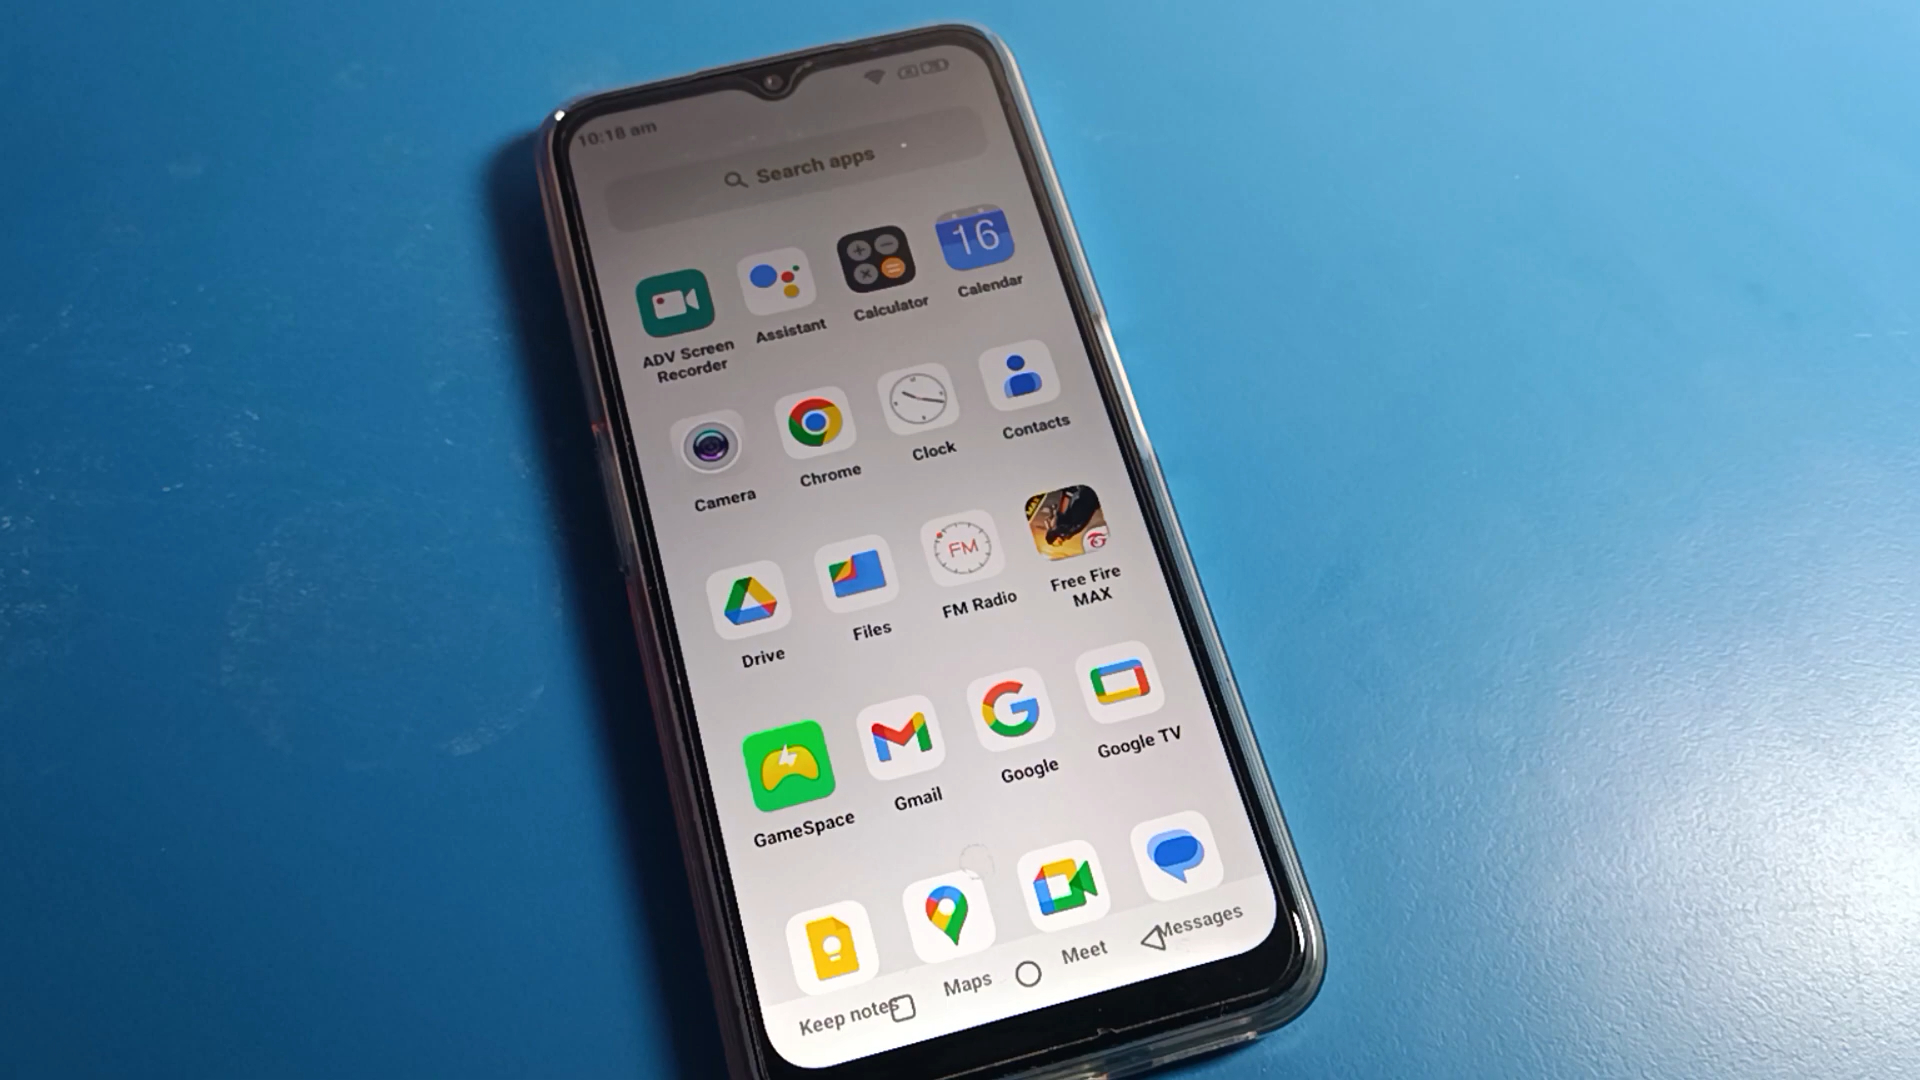 10:18 am
Search apps
16
ADV Screen
Recorder
Assistant
Calculator
Calendar
Camera
Chrome
Clock
Contacts
FM
Drive
Files
FM Radio
Free Fire
MAX
GameSpace
Gmail
Google
Google TV
Keep notes
Maps
Meet
Messages